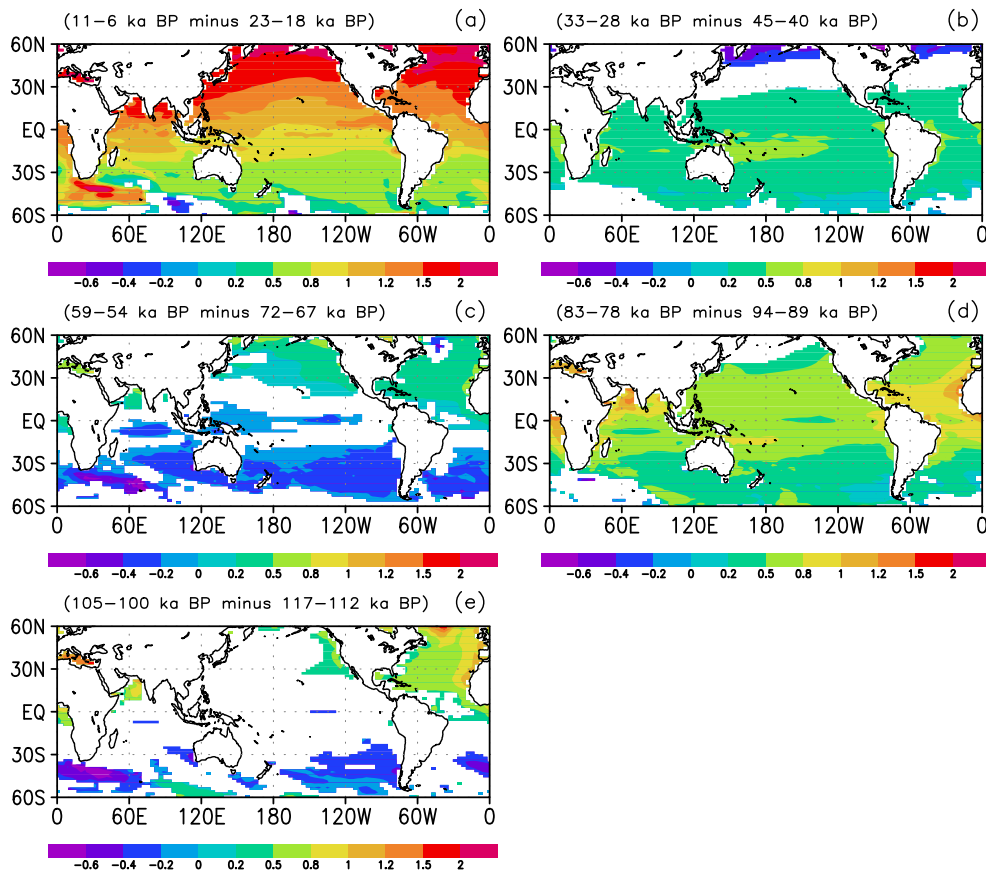 (11–6 ka BP minus 23–18 ka BP) (a)
60N
30N
EQ
30S
60S
0 60E 120E 180 120W 60W 0
−0.6 −0.4 −0.2 0 0.2 0.5 0.8 1 1.2 1.5 2
(33–28 ka BP minus 45–40 ka BP) (b)
60N
30N
EQ
30S
60S
0 60E 120E 180 120W 60W 0
−0.6 −0.4 −0.2 0 0.2 0.5 0.8 1 1.2 1.5 2
(59–54 ka BP minus 72–67 ka BP) (c)
60N
30N
EQ
30S
60S
0 60E 120E 180 120W 60W 0
−0.6 −0.4 −0.2 0 0.2 0.5 0.8 1 1.2 1.5 2
(83–78 ka BP minus 94–89 ka BP) (d)
60N
30N
EQ
30S
60S
0 60E 120E 180 120W 60W 0
−0.6 −0.4 −0.2 0 0.2 0.5 0.8 1 1.2 1.5 2
(105–100 ka BP minus 117–112 ka BP) (e)
60N
30N
EQ
30S
60S
0 60E 120E 180 120W 60W 0
−0.6 −0.4 −0.2 0 0.2 0.5 0.8 1 1.2 1.5 2